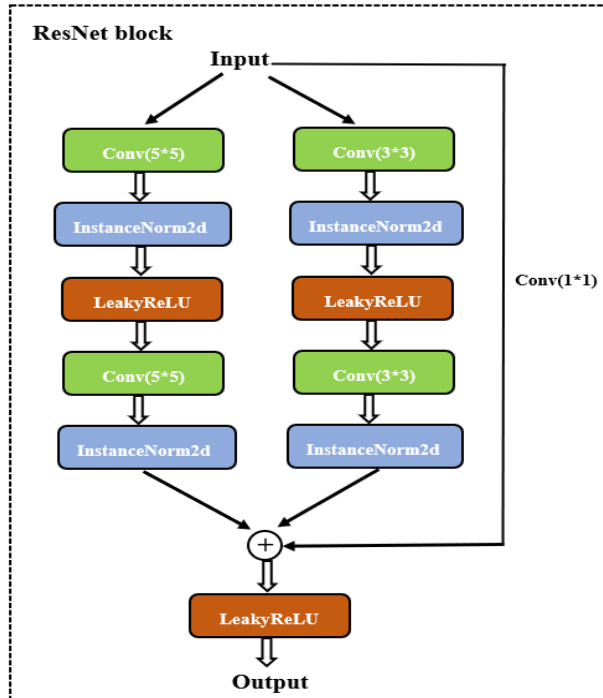 ResNet block
Input
Conv(5*5)
Conv(3*3)
InstanceNorm2d
InstanceNorm2d
Conv(1*1)
LeakyReLU
LeakyReLU
Conv(5*5)
Conv(3*3)
InstanceNorm2d
InstanceNorm2d
+
LeakyReLU
Output